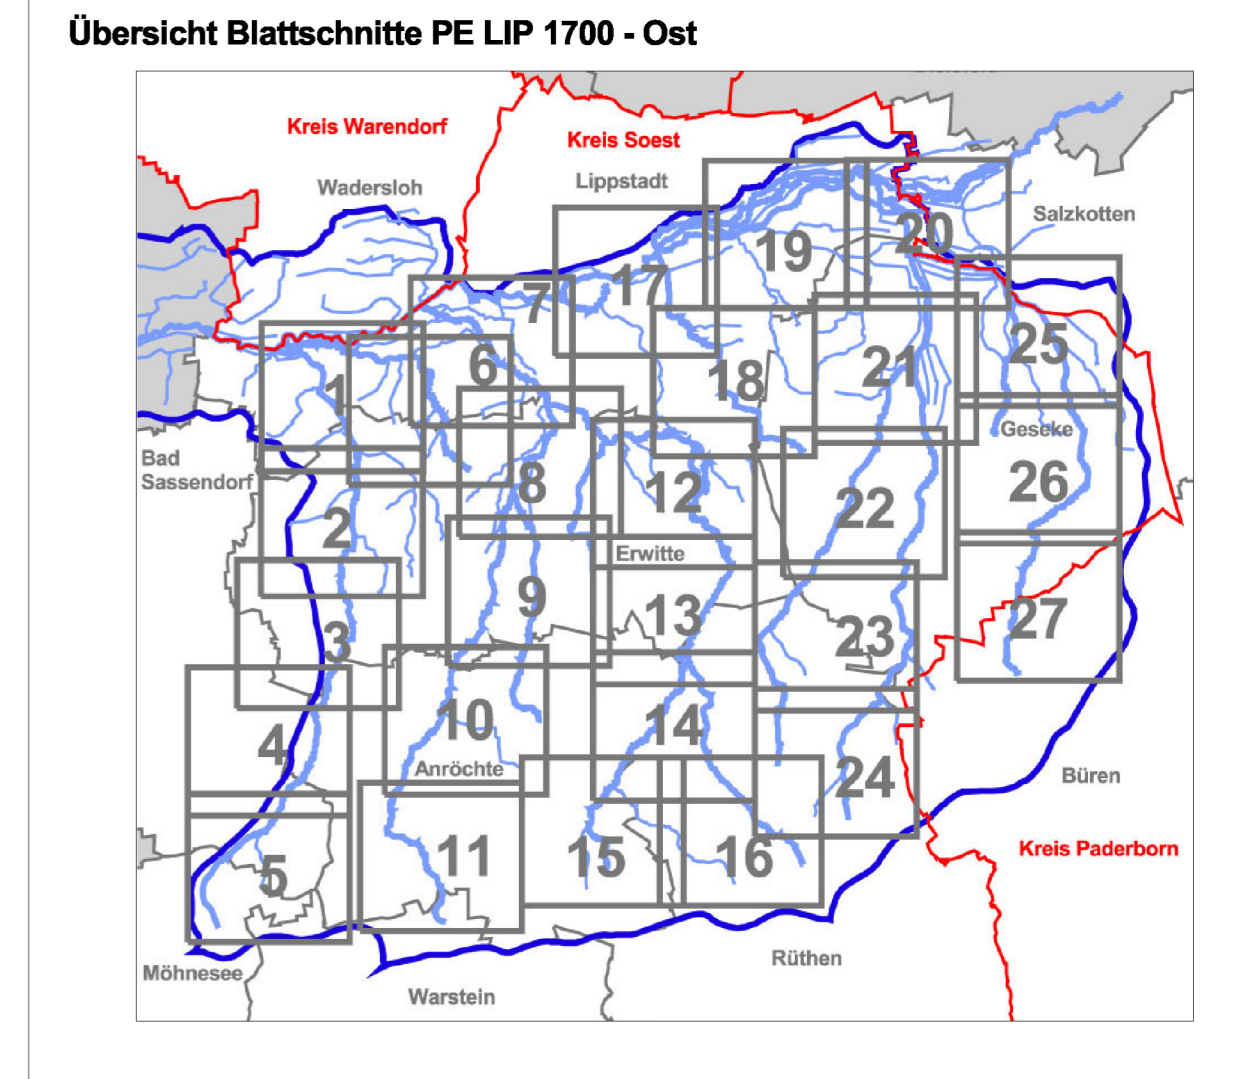 Übersicht Blattschnitte PE LIP 1700 - Ost
Kreis Warendorf
Kreis Soest
Wadersloh
Lippstadt
Salzkotten
20
19
17
7
25
6
21
18
1
Geseke
Bad
Sassendorf
26
8
12
22
2
Erwitte
9
13
27
23
3
10
14
4
Anröchte
24
Büren
Kreis Paderborn
11
15
16
5
Rüthen
Möhnesee
Warstein